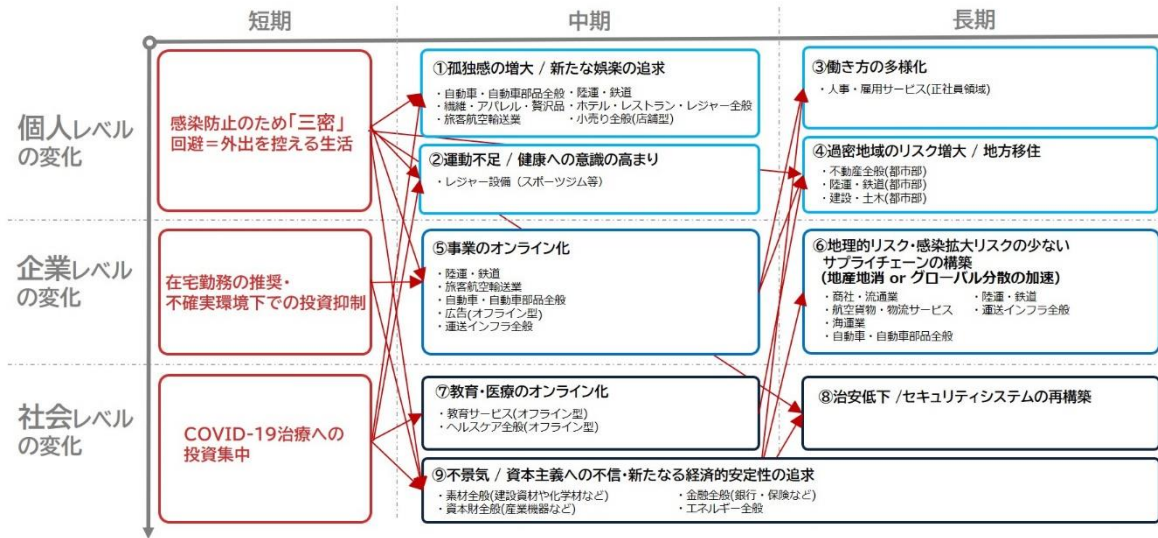 短期
中期
長期
個人レベル
の変化
感染防止のため「三密」
回避＝外出を控える生活
①孤独感の増大 / 新たな娯楽の追求
・自動車・自動車部品全般 ・陸運・鉄道
・繊維・アパレル・贅沢品 ・ホテル・レストラン・レジャー全般
・旅客航空輸送業 ・小売り全般(店舗型)
②運動不足 / 健康への意識の高まり
・レジャー設備（スポーツジム等）
③働き方の多様化
・人事・雇用サービス(正社員領域)
④過密地域のリスク増大 / 地方移住
・不動産全般(都市部)
・陸運・鉄道(都市部)
・建設・土木(都市部)
企業レベル
の変化
在宅勤務の推奨・
不確実環境下での投資抑制
⑤事業のオンライン化
・陸運・鉄道
・旅客航空輸送業
・自動車・自動車部品全般
・広告(オフライン型)
・運送インフラ全般
⑥地理的リスク・感染拡大リスクの少ない
サプライチェーンの構築
(地産地消 or グローバル分散の加速)
・商社・流通業 ・陸運・鉄道
・航空貨物・物流サービス ・運送インフラ全般
・海運業
・自動車・自動車部品全般
社会レベル
の変化
COVID-19治療への
投資集中
⑦教育・医療のオンライン化
・教育サービス(オフライン型)
・ヘルスケア全般(オフライン型)
⑧治安低下 /セキュリティシステムの再構築
⑨不景気 / 資本主義への不信・新たなる経済的安定性の追求
・素材全般(建設資材や化学材など) ・金融全般(銀行・保険など)
・資本財全般(産業機器など) ・エネルギー全般